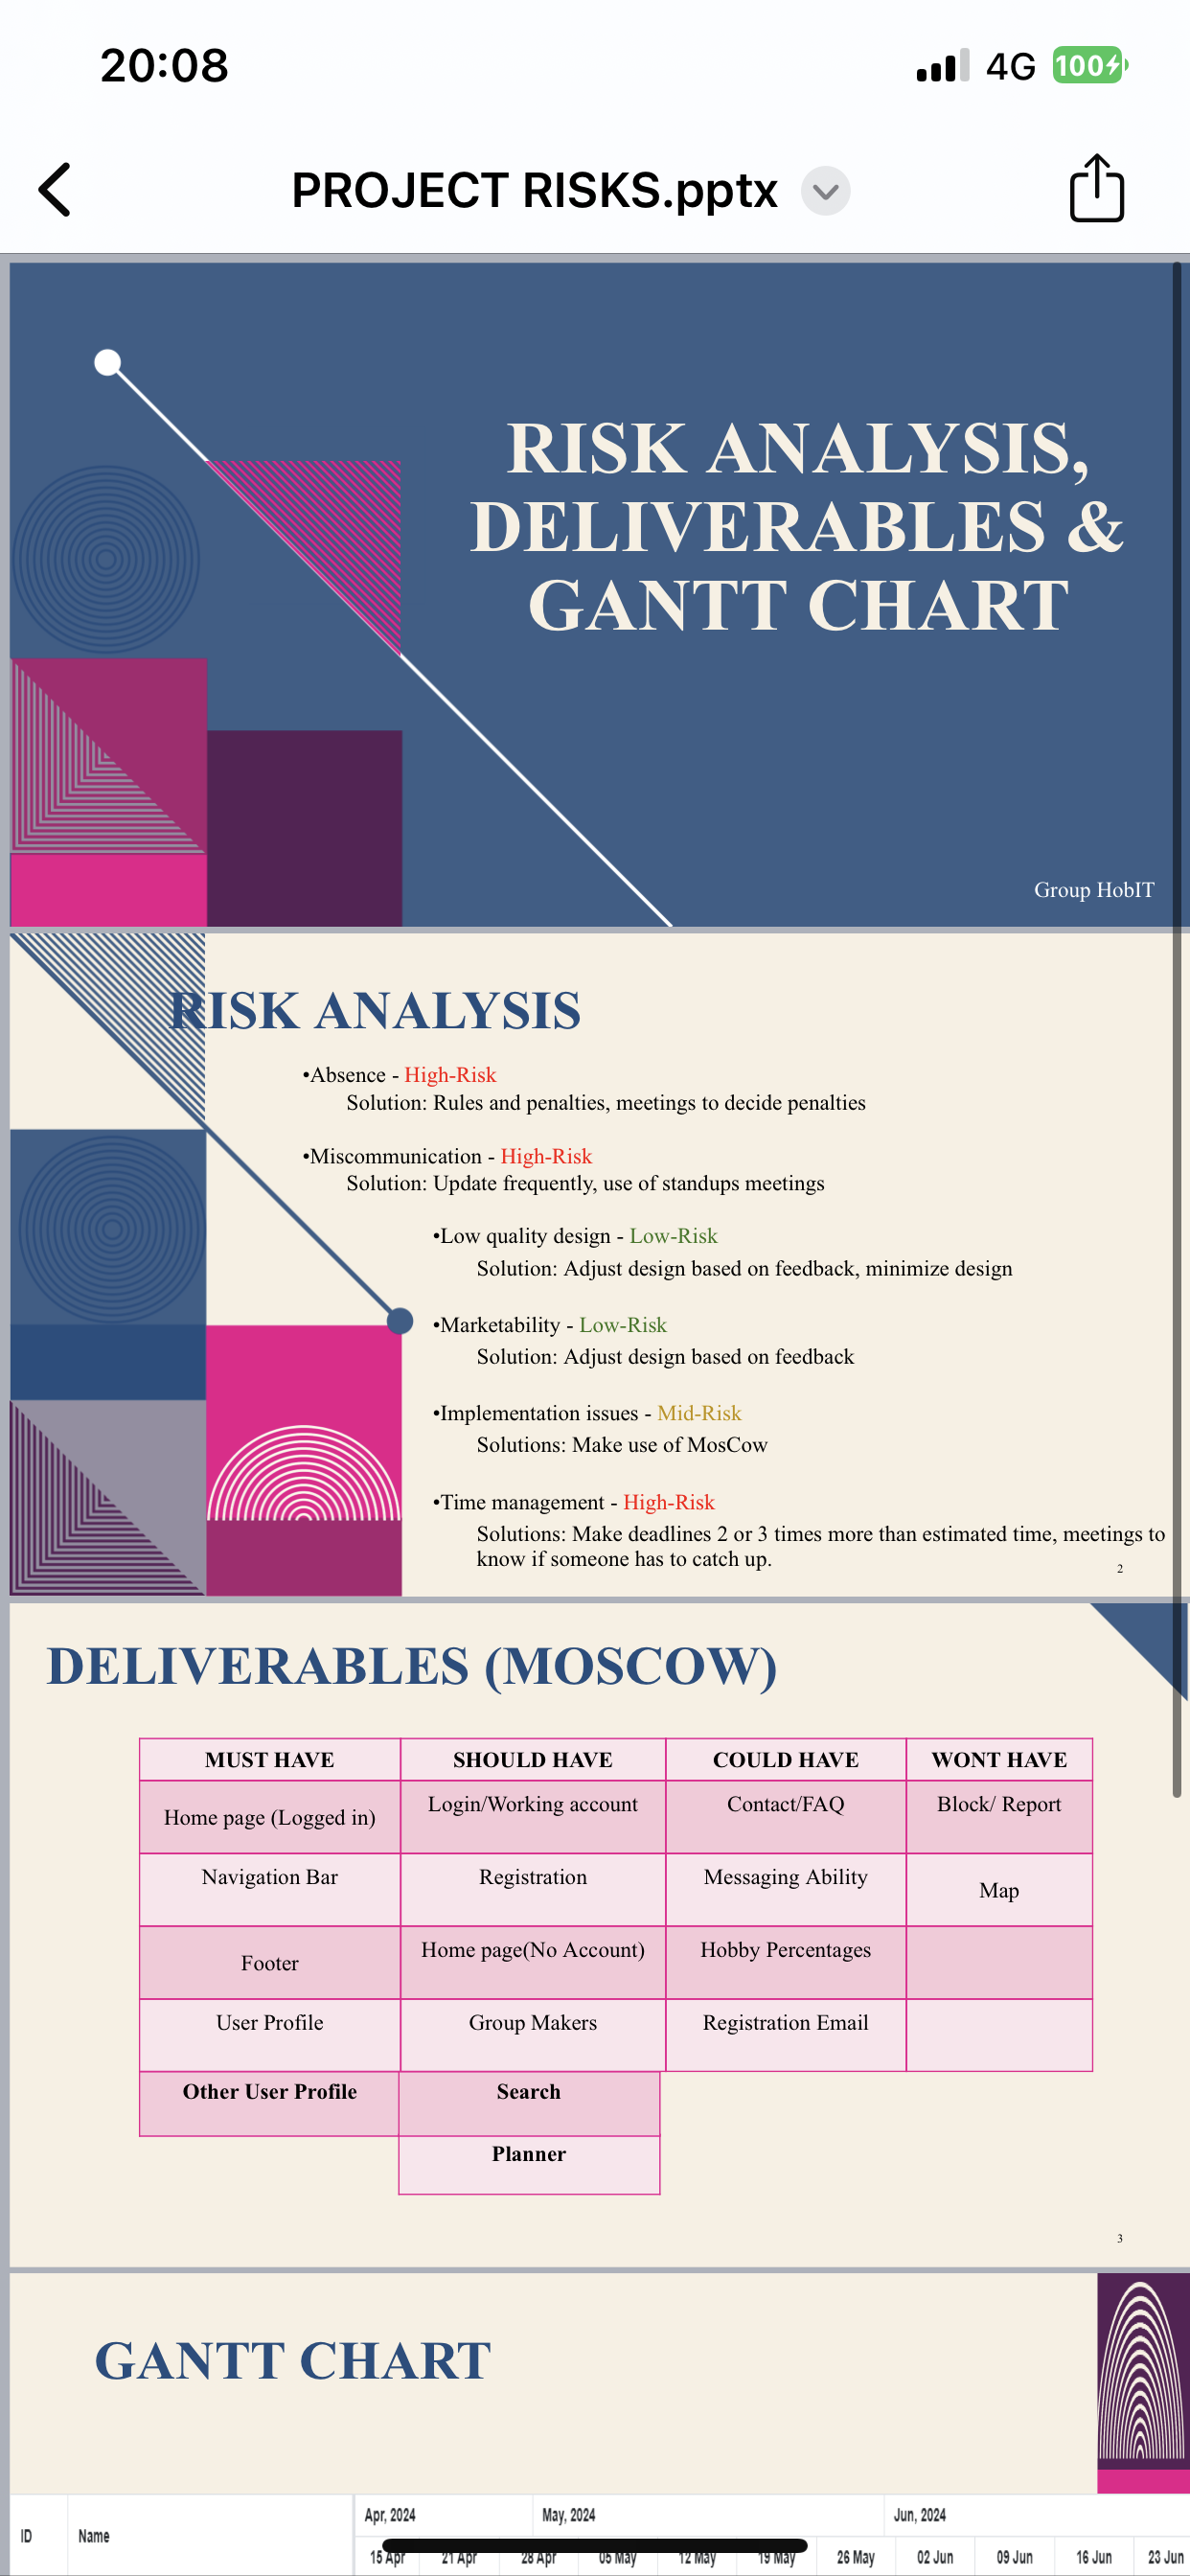 20:08
4G
100
PROJECT RISKS.pptx
RISK ANALYSIS,
DELIVERABLES &
GANTT CHART
Group HobIT
RISK ANALYSIS
•Absence - High-Risk
Solution: Rules and penalties, meetings to decide penalties
•Miscommunication - High-Risk
Solution: Update frequently, use of standups meetings
•Low quality design - Low-Risk
Solution: Adjust design based on feedback, minimize design
•Marketability - Low-Risk
Solution: Adjust design based on feedback
•Implementation issues - Mid-Risk
Solutions: Make use of MosCow
•Time management - High-Risk
Solutions: Make deadlines 2 or 3 times more than estimated time, meetings to
know if someone has to catch up.
2
DELIVERABLES (MOSCOW)
MUST HAVE SHOULD HAVE COULD HAVE WONT HAVE
Home page (Logged in) Login/Working account Contact/FAQ Block/ Report
Navigation Bar Registration Messaging Ability Map
Footer Home page(No Account) Hobby Percentages
User Profile Group Makers Registration Email
Other User Profile Search
Planner
3
GANTT CHART
ID Name Apr, 2024 May, 2024 Jun, 2024
15 Apr 21 Apr 28 Apr 05 May 12 May 19 May 26 May 02 Jun 09 Jun 16 Jun 23 Jun